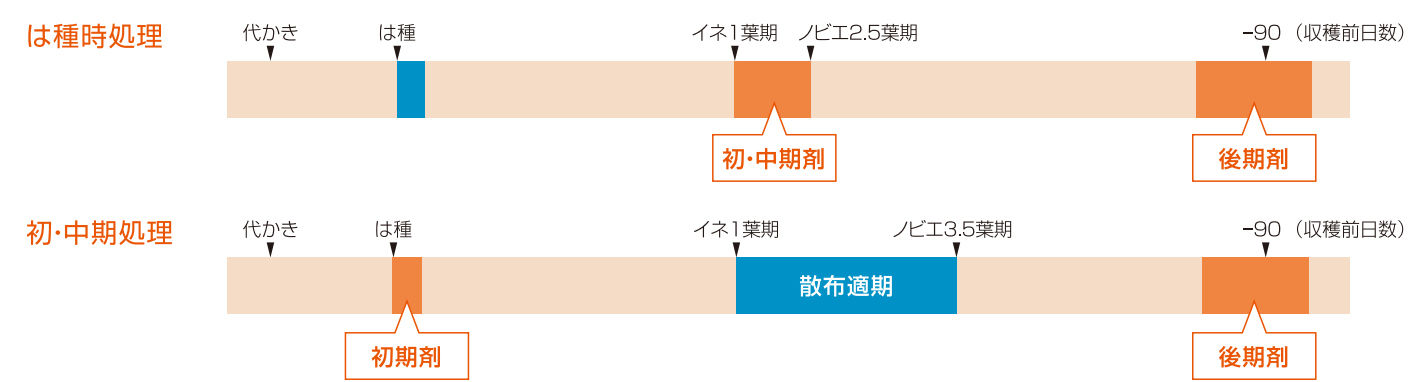 は種時処理
代かき
は種
イネ1葉期
ノビエ2.5葉期
−90（収穫前日数）
初・中期剤
後期剤
初・中期処理
代かき
は種
イネ1葉期
ノビエ3.5葉期
−90（収穫前日数）
散布適期
初期剤
後期剤